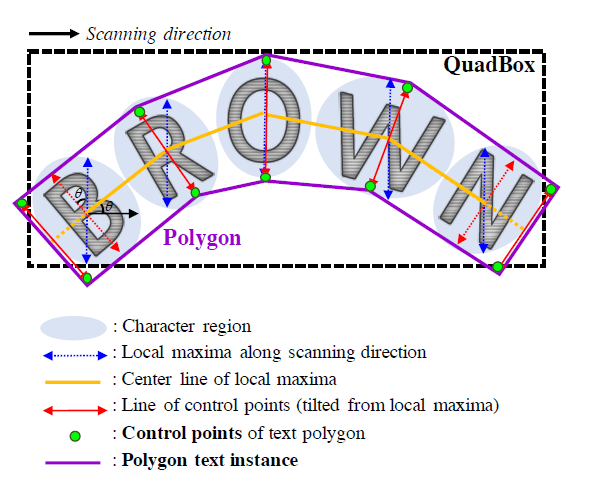 Scanning direction
QuadBox
BROWN
θ θ
Polygon
: Character region
: Local maxima along scanning direction
: Center line of local maxima
: Line of control points (tilted from local maxima)
: Control points of text polygon
: Polygon text instance